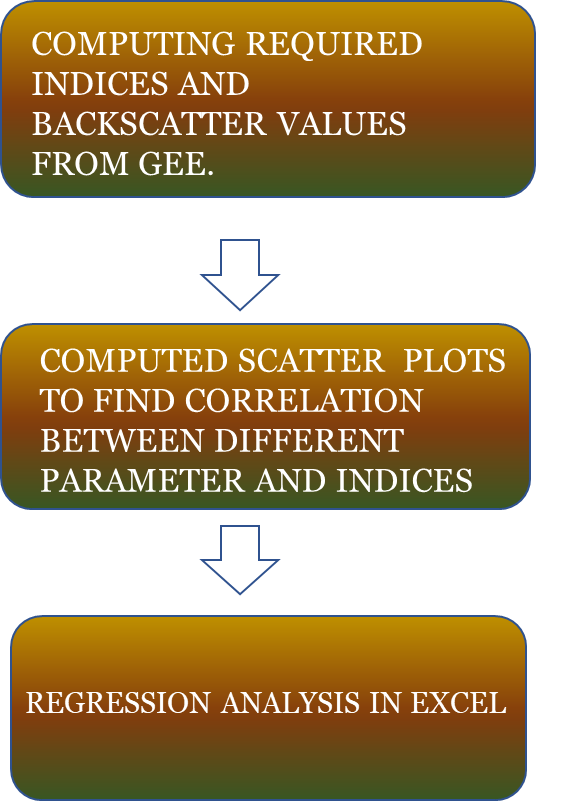 COMPUTING REQUIRED
INDICES AND
BACKSCATTER VALUES
FROM GEE.
COMPUTED SCATTER  PLOTS
TO FIND CORRELATION
BETWEEN DIFFERENT
PARAMETER AND INDICES
REGRESSION ANALYSIS IN EXCEL